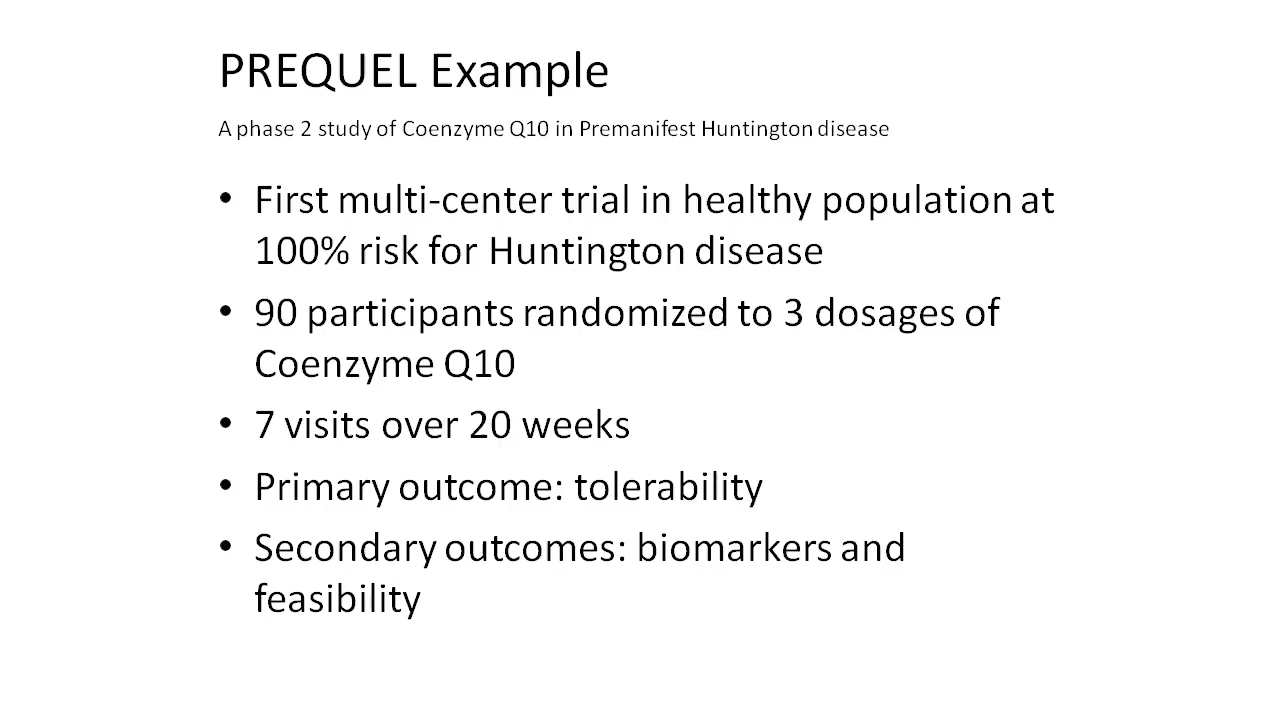 PREQUEL Example
A phase 2 study of Coenzyme Q10 in Premanifest Huntington disease
• First multi-center trial in healthy population at
100% risk for Huntington disease
• 90 participants randomized to 3 dosages of
Coenzyme Q10
• 7 visits over 20 weeks
• Primary outcome: tolerability
• Secondary outcomes: biomarkers and
feasibility